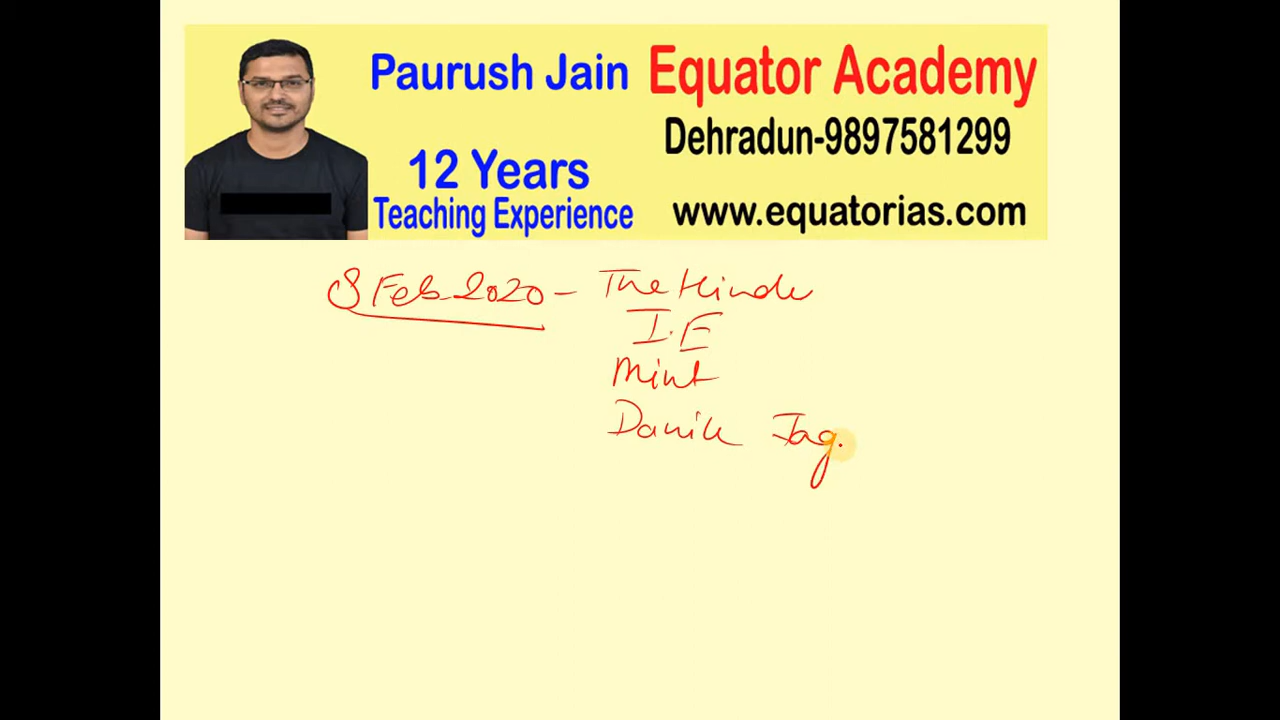 Paurush Jain
12 Years
Teaching Experience
Equator Academy
Dehradun-9897581299
www.equatorias.com
8 Feb 2020 - The Hindu
I.E
Mint
Danik Jag.